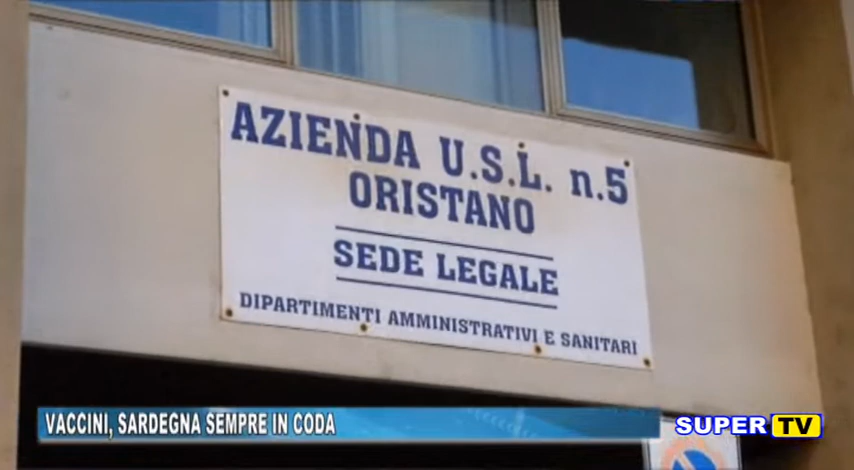 AZIENDA U.S.L. n.5
ORISTANO
SEDE LEGALE
DIPARTIMENTI AMMINISTRATIVI E SANITARI
VACCINI, SARDEGNA SEMPRE IN CODA
SUPER TV